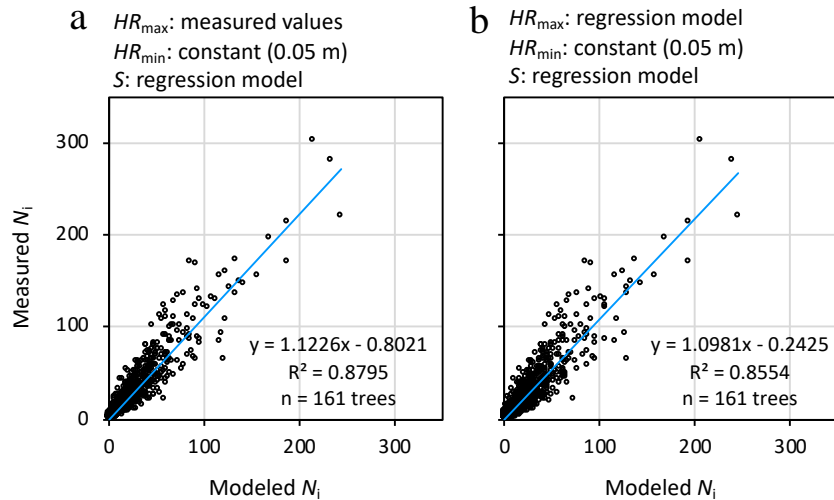 a
HRmax: measured values
HRmin: constant (0.05 m)
S: regression model
300
200
100
0
Measured Ni
y = 1.1226x - 0.8021
R² = 0.8795
n = 161 trees
0 100 200 300
Modeled Ni
b
HRmax: regression model
HRmin: constant (0.05 m)
S: regression model
y = 1.0981x - 0.2425
R² = 0.8554
n = 161 trees
0 100 200 300
Modeled Ni